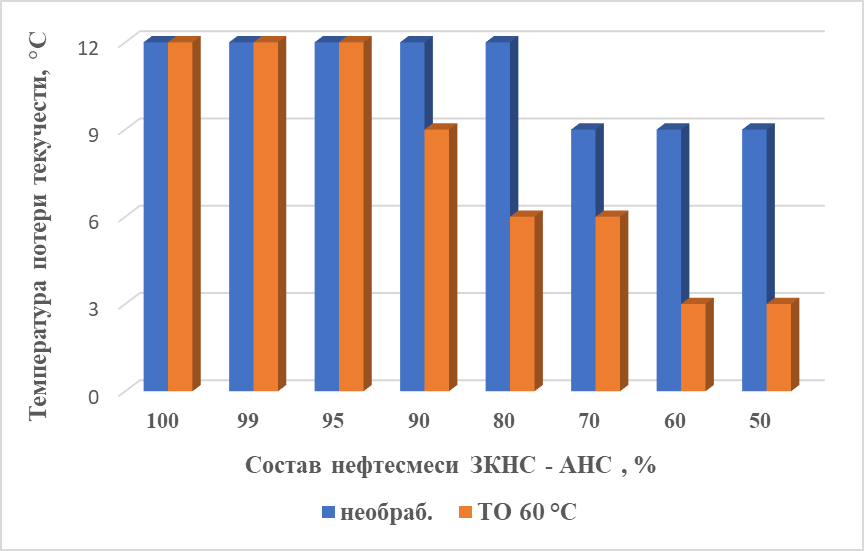 Температура потери текучести, °С
12
9
6
3
0
100 99 95 90 80 70 60 50
Состав нефтесмеси ЗКНС - АНС , %
необраб. ТО 60 °С